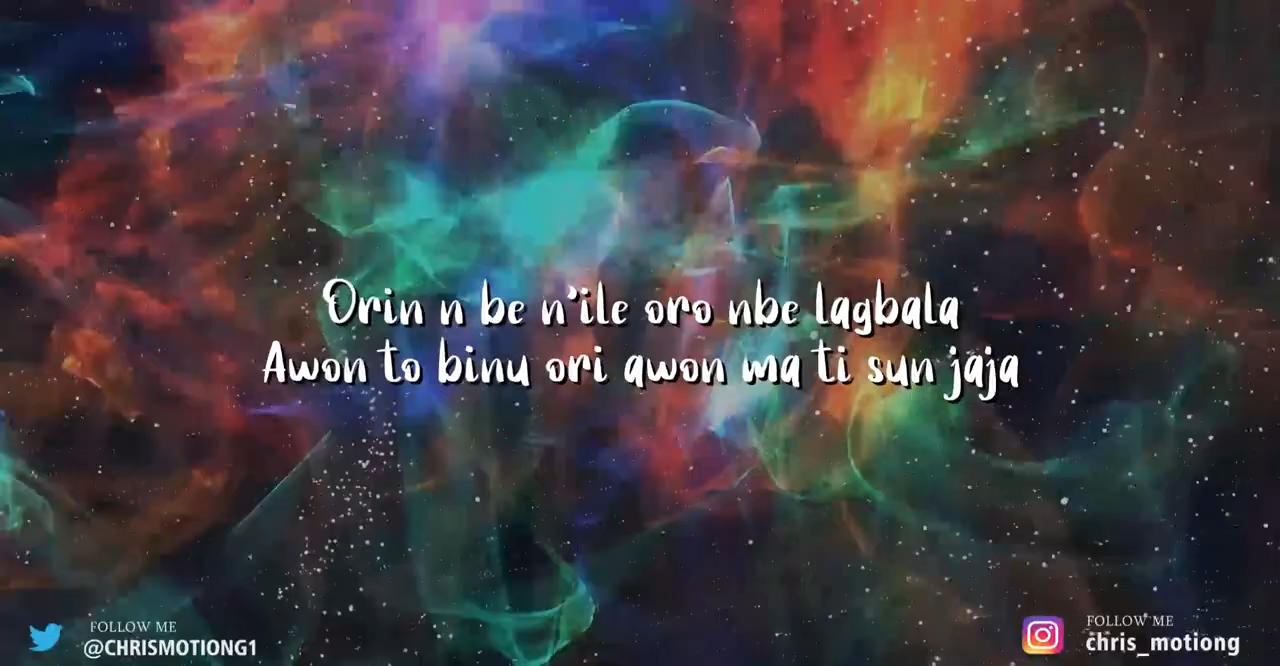 Orin n be n'ile oro nbe lagbala
Awon to binu ori awon ma ti sun jaja
FOLLOW ME
@CHRISMOTIONG1
FOLLOW ME
chris_motiong